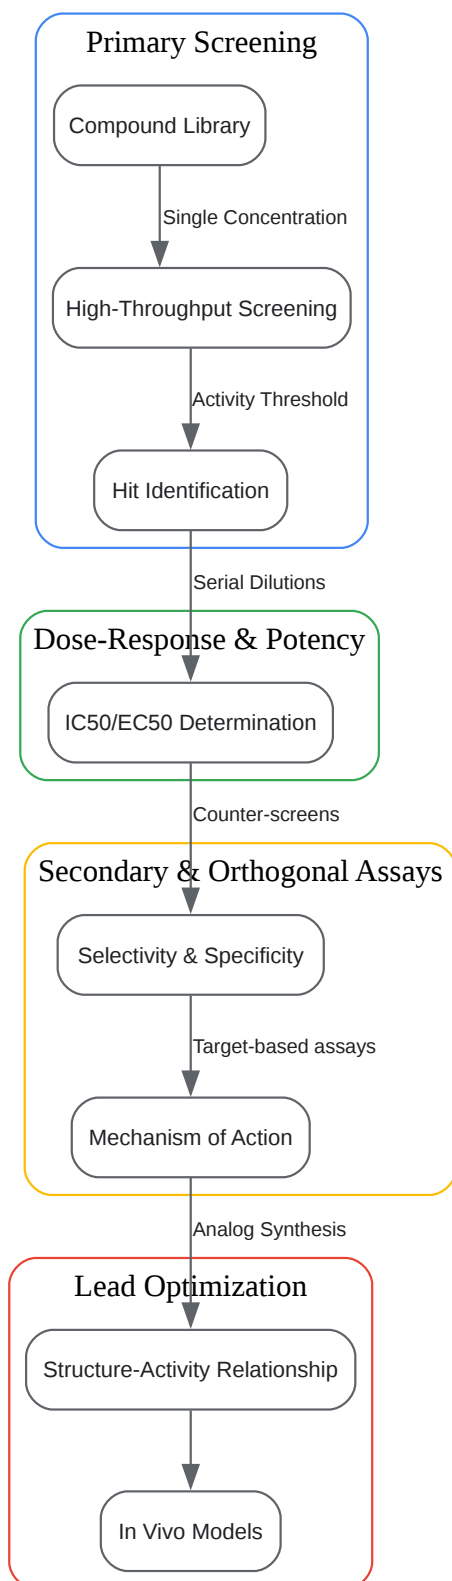 Primary Screening
Compound Library
Single Concentration
High-Throughput Screening
Activity Threshold
Hit Identification
Serial Dilutions
Dose-Response & Potency
IC50/EC50 Determination
Counter-screens
Secondary & Orthogonal Assays
Selectivity & Specificity
Target-based assays
Mechanism of Action
Analog Synthesis
Lead Optimization
Structure-Activity Relationship
In Vivo Models